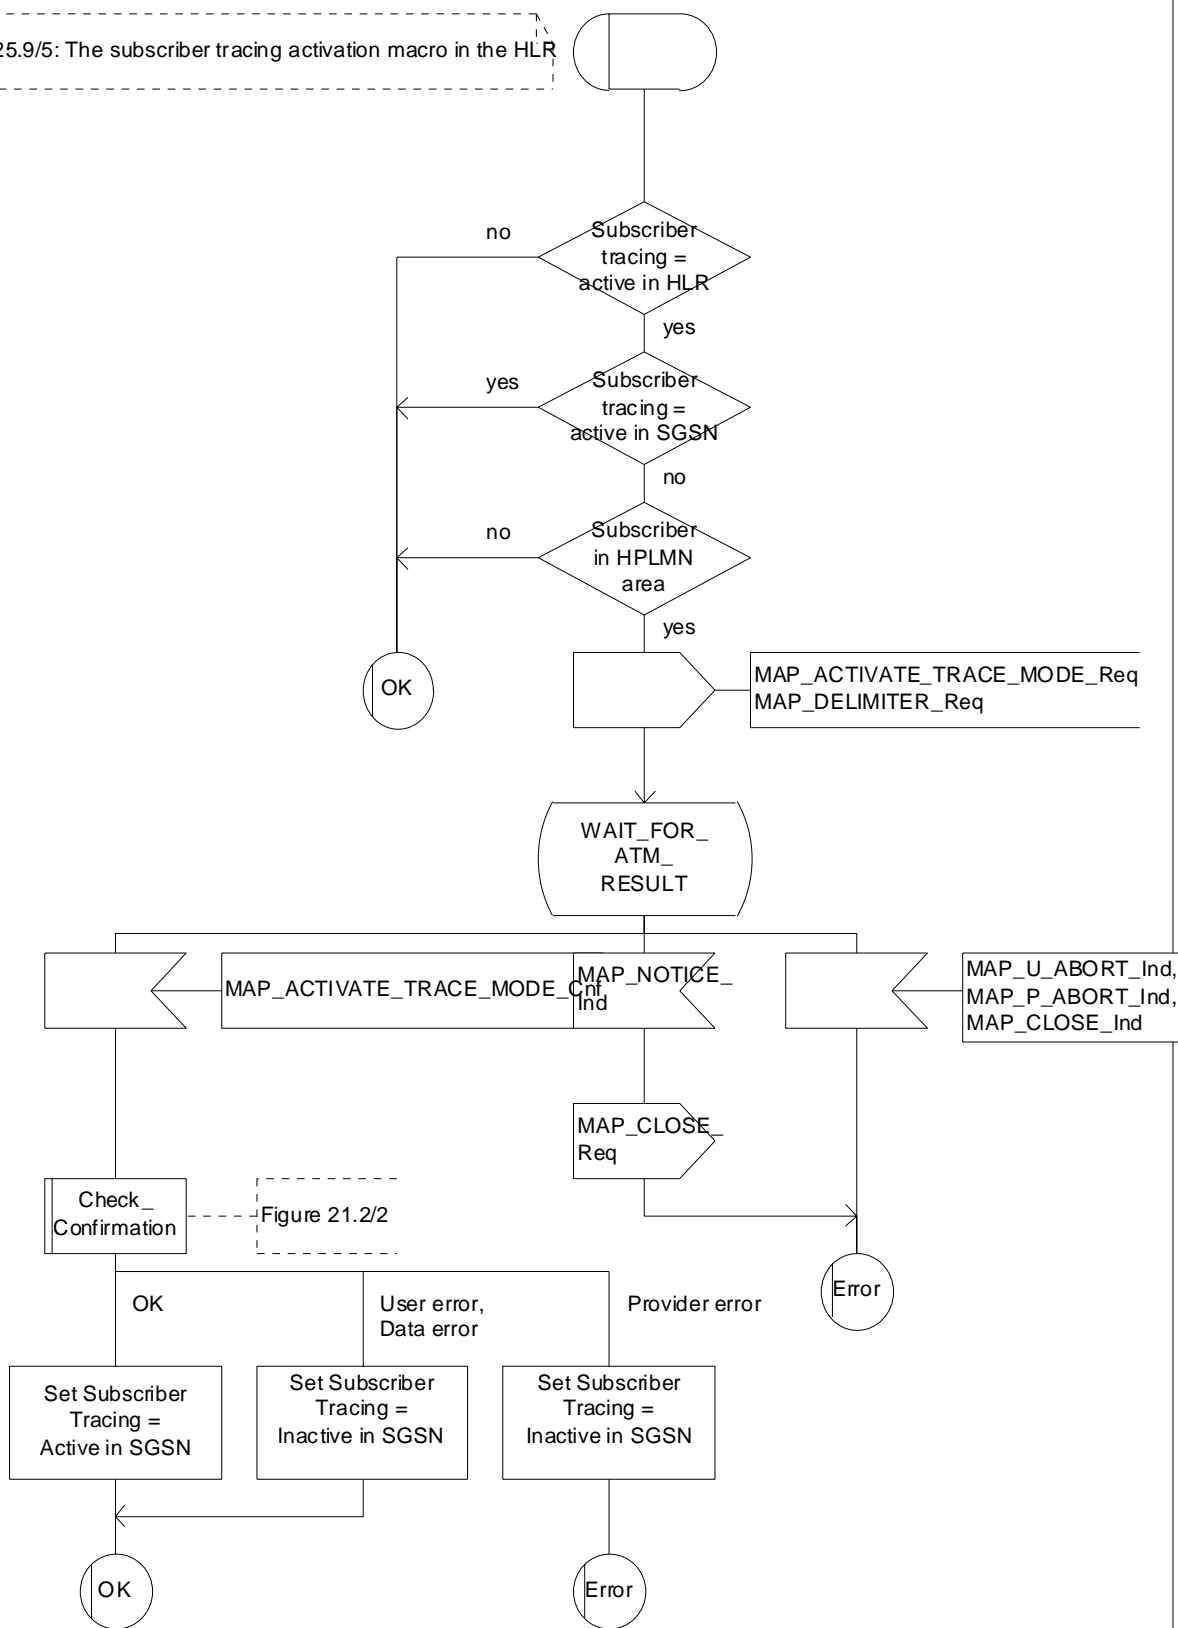 25.9/5: The subscriber tracing activation macro in the HLR
no
Subscriber
tracing =
active in HLR
yes
yes
Subscriber
tracing =
active in SGSN
no
no
Subscriber
in HPLMN
area
yes
OK
MAP_ACTIVATE_TRACE_MODE_Req
MAP_DELIMITER_Req
WAIT_FOR_
ATM_
RESULT
MAP_ACTIVATE_TRACE_MODE_Cnf
MAP_NOTICE_
Ind
MAP_U_ABORT_Ind,
MAP_P_ABORT_Ind,
MAP_CLOSE_Ind
MAP_CLOSE_
Req
Check_
Confirmation
Figure 21.2/2
Error
OK
User error,
Data error
Provider error
Set Subscriber
Tracing =
Active in SGSN
Set Subscriber
Tracing =
Inactive in SGSN
Set Subscriber
Tracing =
Inactive in SGSN
OK
Error